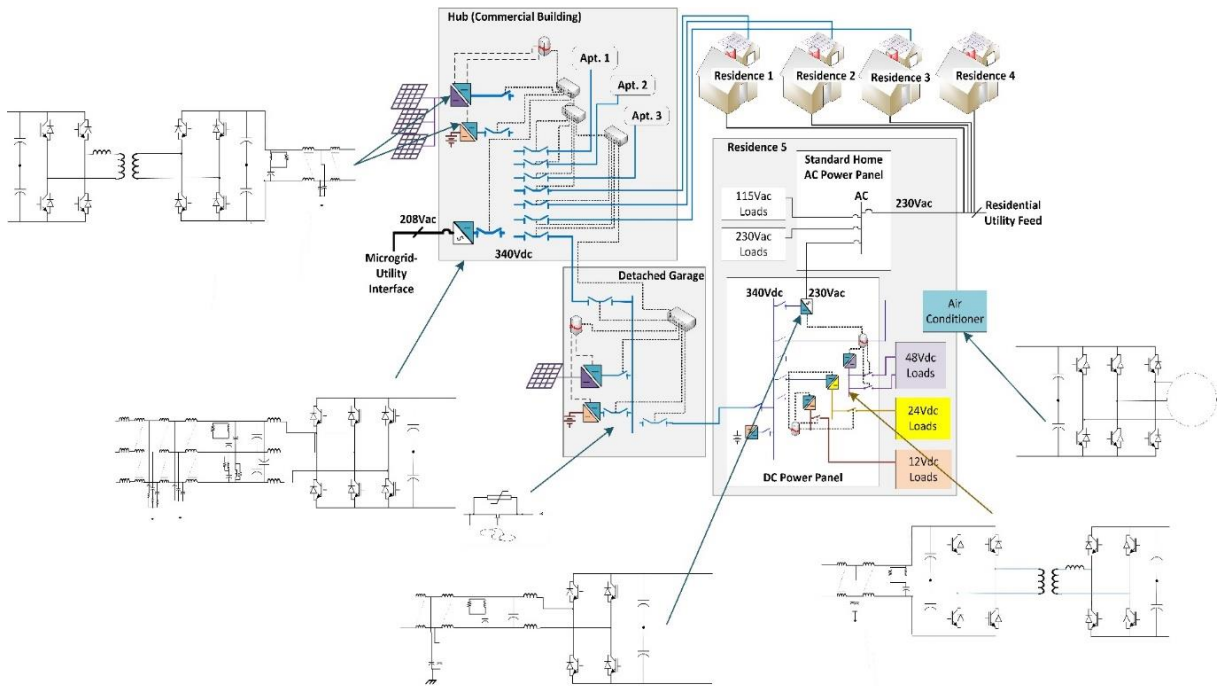 Hub (Commercial Building)
Apt. 1
Apt. 2
Apt. 3
Residence 1
Residence 2
Residence 3
Residence 4
Residence 5
Standard Home
AC Power Panel
AC
115Vac
Loads
230Vac
Loads
230Vac
Residential
Utility Feed
208Vac
Microgrid-
Utility
Interface
340Vdc
Detached Garage
340Vdc
230Vac
Air
Conditioner
48Vdc
Loads
24Vdc
Loads
12Vdc
Loads
DC Power Panel